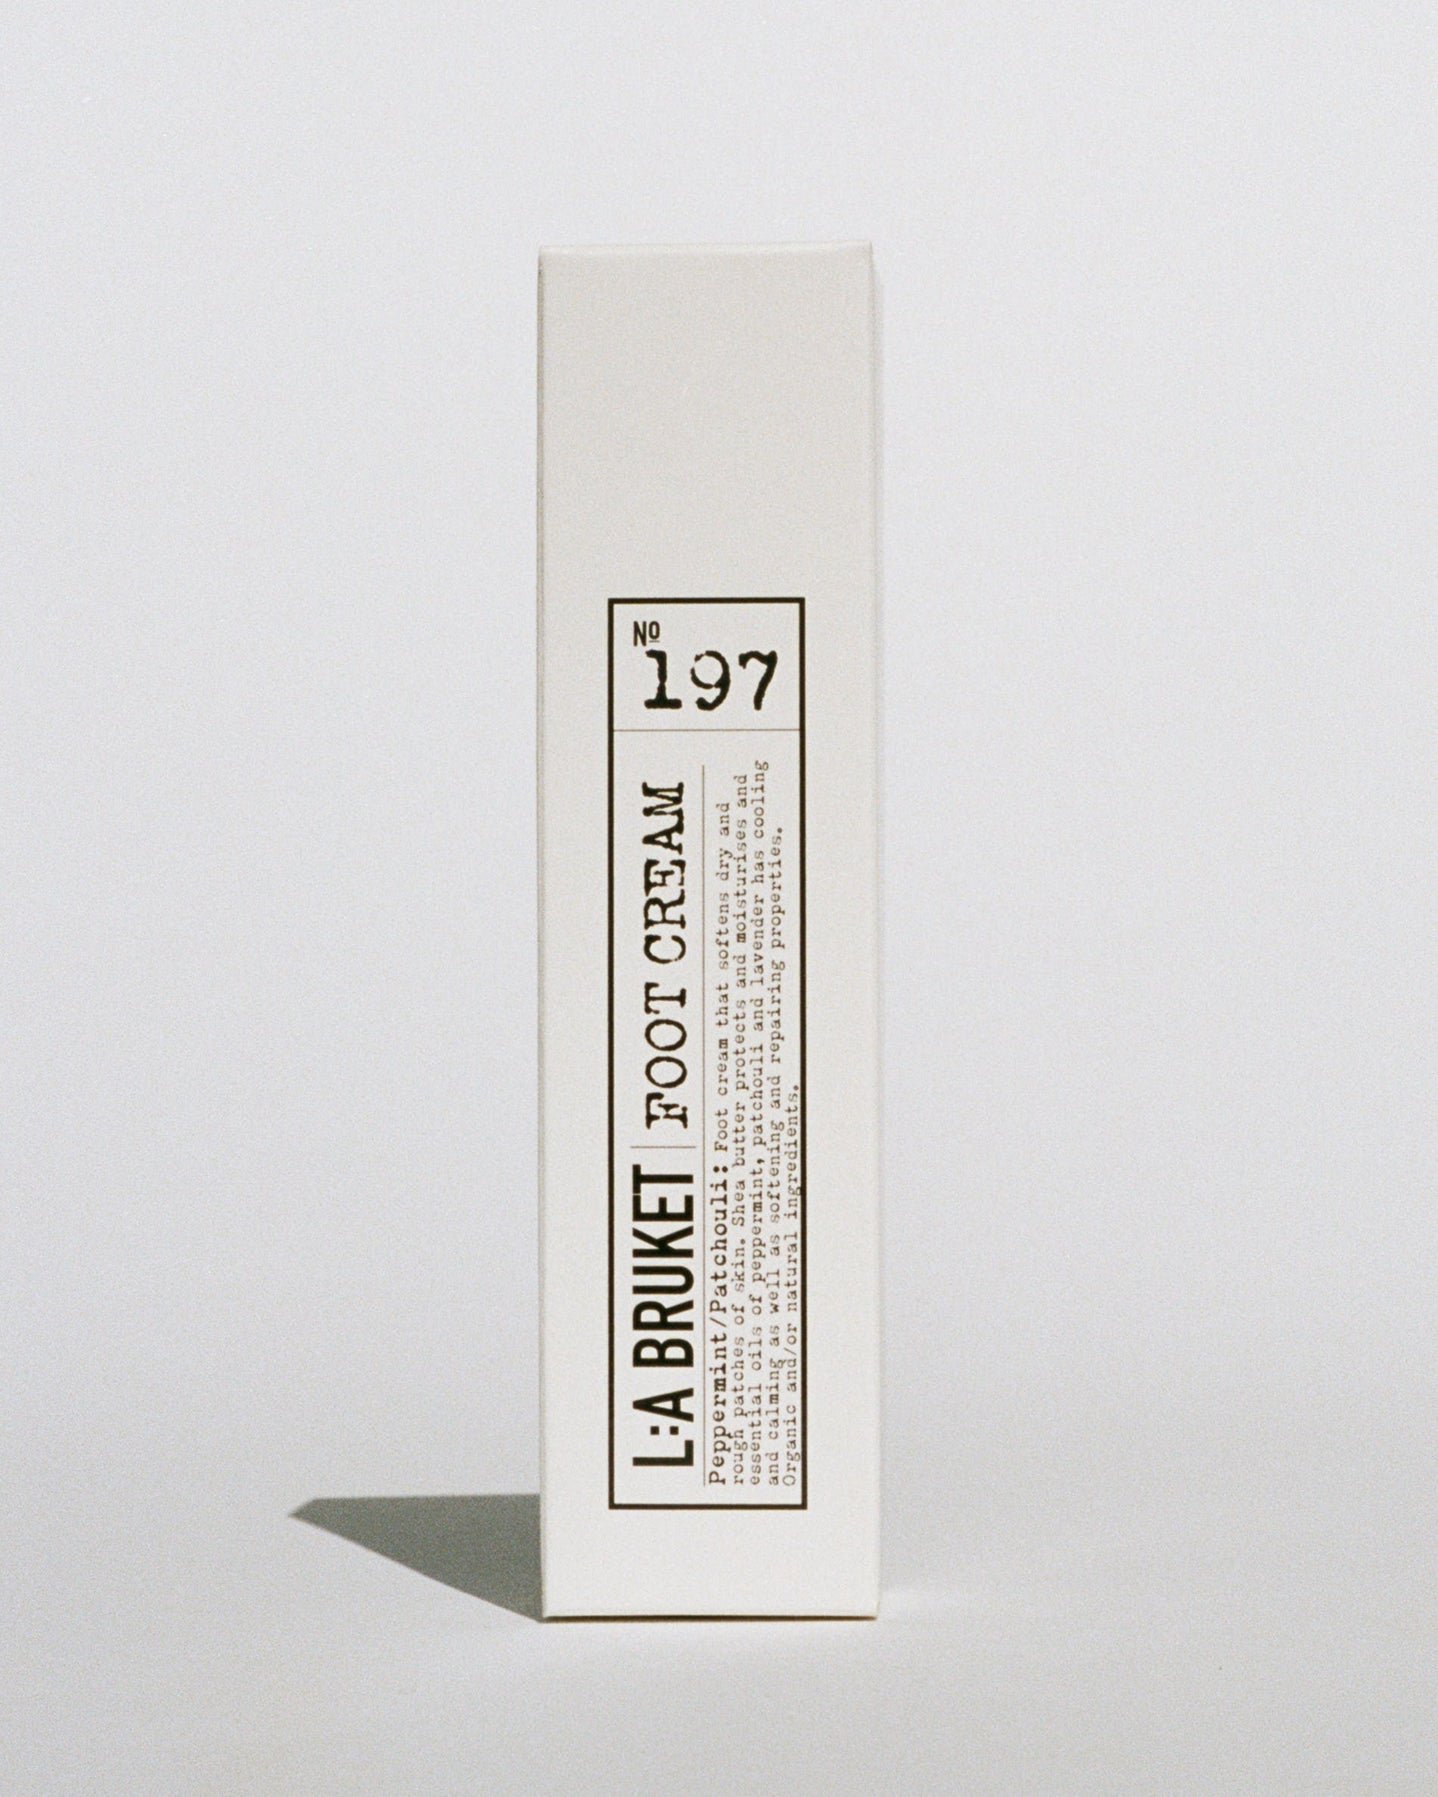 Nº
197
L:A BRUKET
FOOT CREAM
Peppermint/Patchouli: Foot cream that softens dry and
rough patches of skin. Shea butter protects and moisturises and
essential oils of peppermint, patchouli and lavender has cooling
and calming as well as softening and repairing properties.
Organic and/or natural ingredients.